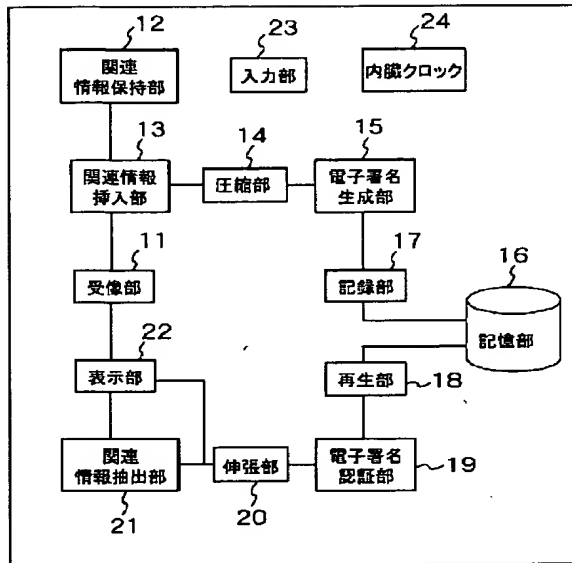 12
関連
情報保持部
23
入力部
24
内臓クロック
13
関連情報
挿入部
14
圧縮部
15
電子署名
生成部
11
受像部
17
記録部
16
記憶部
22
表示部
再生部
18
関連
情報抽出部
21
伸張部
20
電子署名
認証部
19